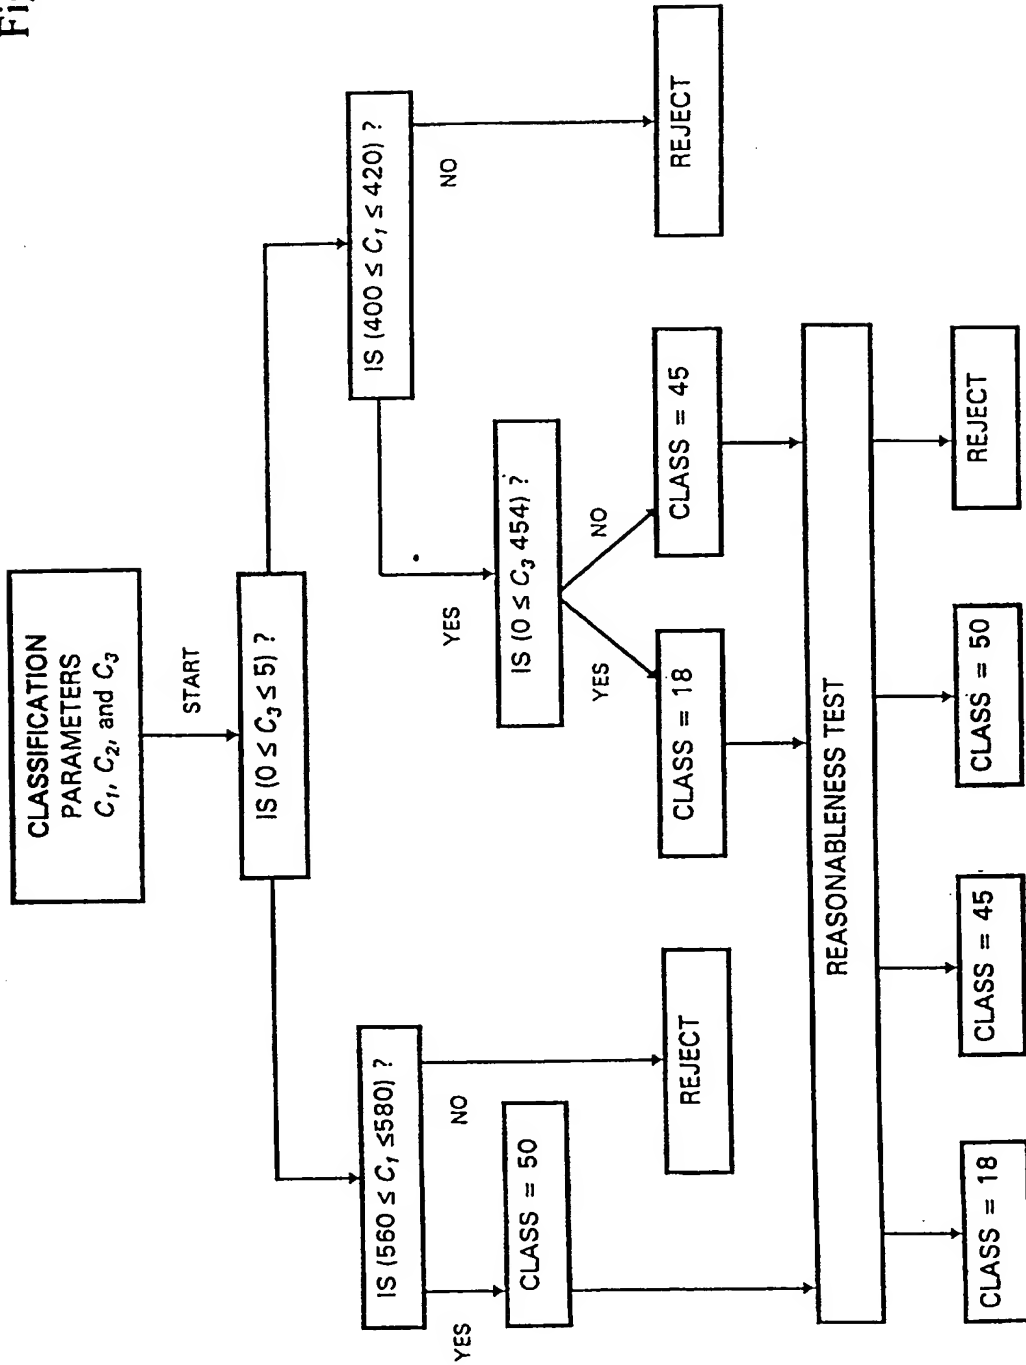 Fi
CLASSIFICATION
PARAMETERS
C1, C2, and C3
START
IS (0 ≤ C3 ≤ 5) ?
IS (560 ≤ C1 ≤580) ?
IS (400 ≤ C1 ≤ 420) ?
YES
NO
YES
NO
CLASS = 50
REJECT
IS (0 ≤ C3 454) ?
YES
NO
CLASS = 18
CLASS = 45
REJECT
REASONABLENESS TEST
CLASS = 18
CLASS = 45
CLASS = 50
REJECT